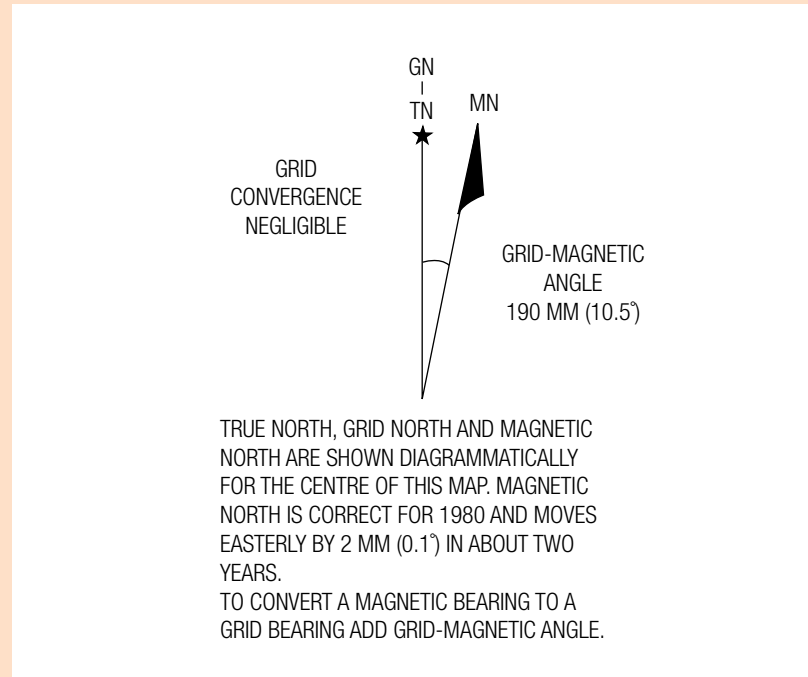 GN
TN
MN
GRID
CONVERGENCE
NEGLIGIBLE
GRID-MAGNETIC
ANGLE
190 MM (10.5°)
TRUE NORTH, GRID NORTH AND MAGNETIC
NORTH ARE SHOWN DIAGRAMMATICALLY
FOR THE CENTRE OF THIS MAP. MAGNETIC
NORTH IS CORRECT FOR 1980 AND MOVES
EASTERLY BY 2 MM (0.1°) IN ABOUT TWO
YEARS.
TO CONVERT A MAGNETIC BEARING TO A
GRID BEARING ADD GRID-MAGNETIC ANGLE.